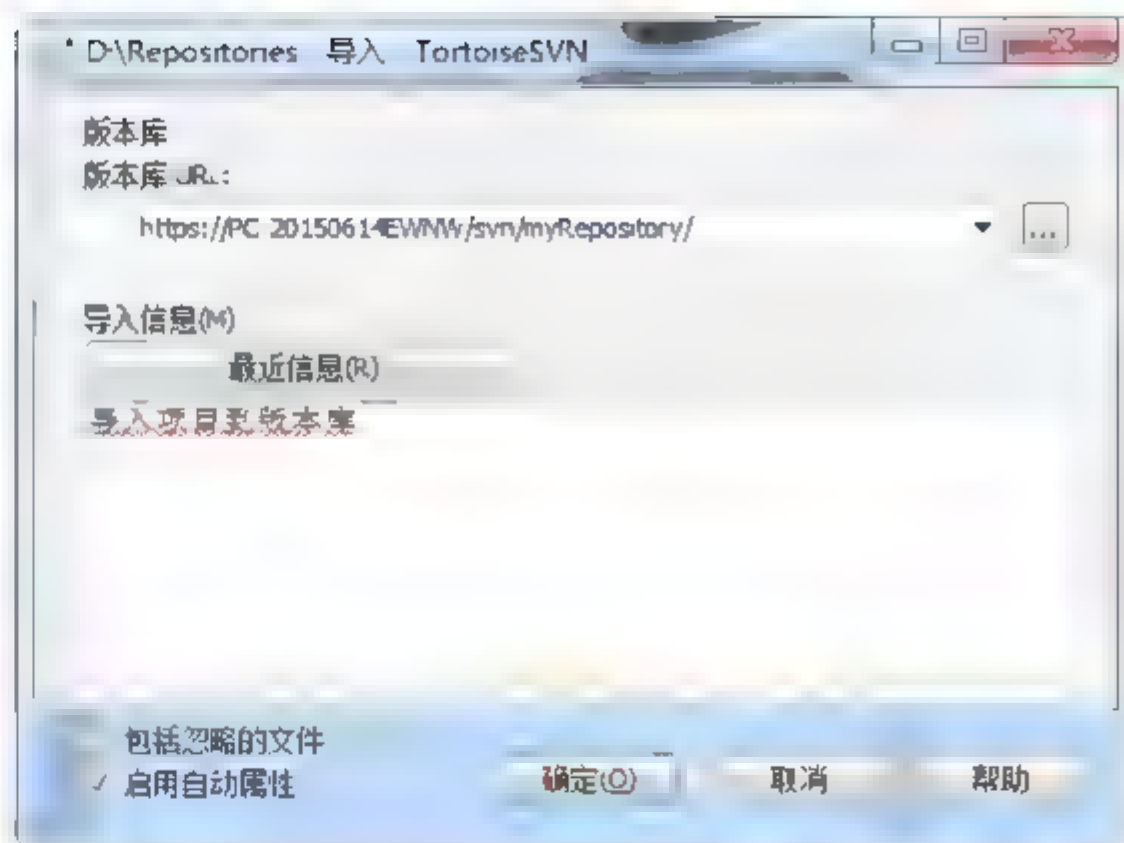 D:\Repositories 导入 TortoiseSVN
版本库
版本库 URL:
https://PC-20150614EWNW/svn/myRepository/
...
导入信息(M)
最近信息(R)
导入项目到版本库
包括忽略的文件
启用自动属性
确定(O) 取消 帮助